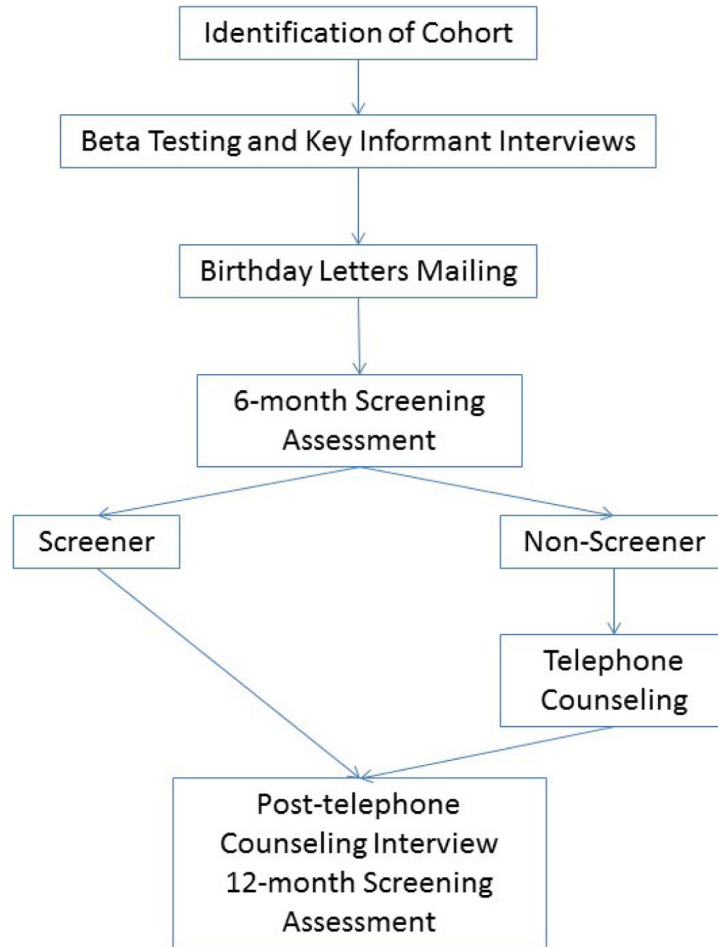 Identification of Cohort
Beta Testing and Key Informant Interviews
Birthday Letters Mailing
6-month Screening
Assessment
Screener
Non-Screener
Telephone
Counseling
Post-telephone
Counseling Interview
12-month Screening
Assessment